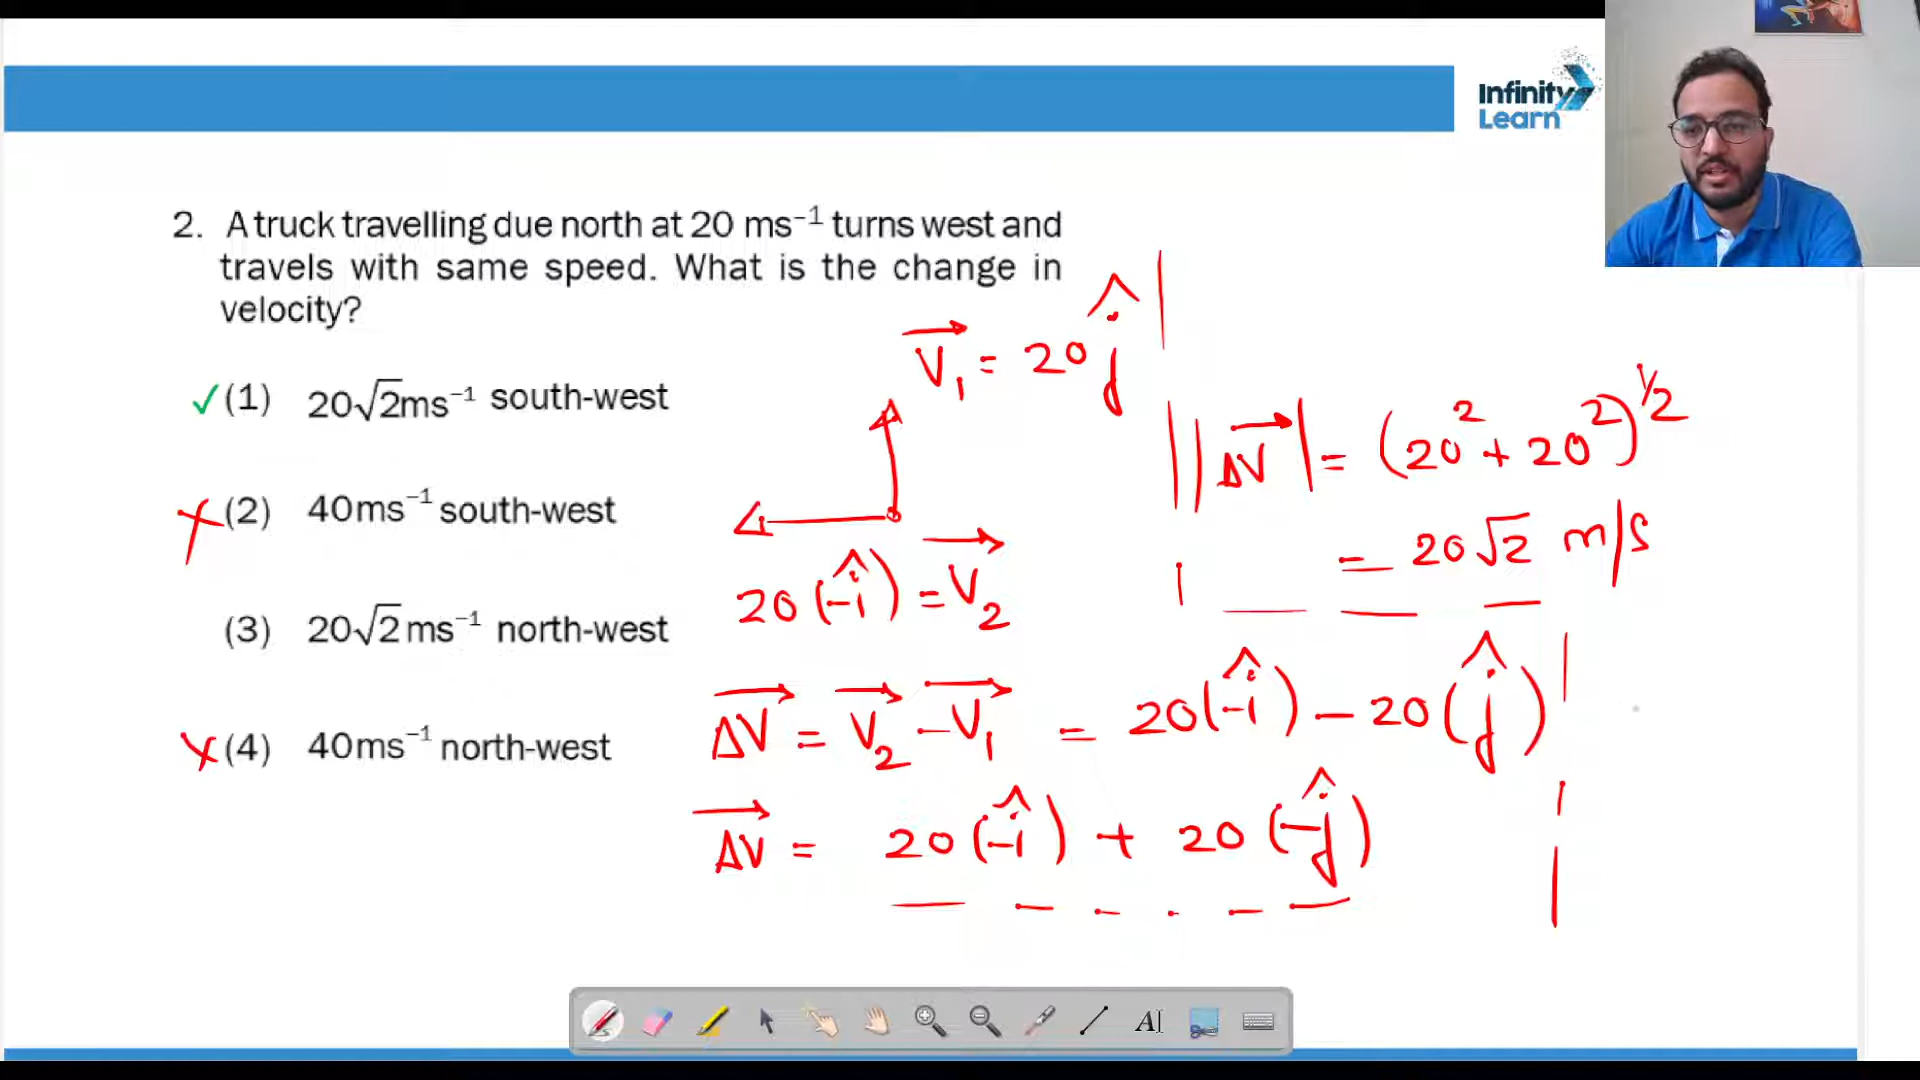 Infinity
Learn
2. A truck travelling due north at 20 ms⁻¹ turns west and
travels with same speed. What is the change in
velocity?
✓(1) 20√2ms⁻¹ south-west
X(2) 40ms⁻¹ south-west
(3) 20√2ms⁻¹ north-west
X(4) 40ms⁻¹ north-west
V⃗₁ = 20 ĵ
20(-î) = V⃗₂
|ΔV⃗| = (20² + 20²)^1/2
= 20√2 m/s
ΔV⃗ = V⃗₂ - V⃗₁ = 20(-î) - 20(ĵ)
ΔV⃗ = 20(-î) + 20(-ĵ)
A